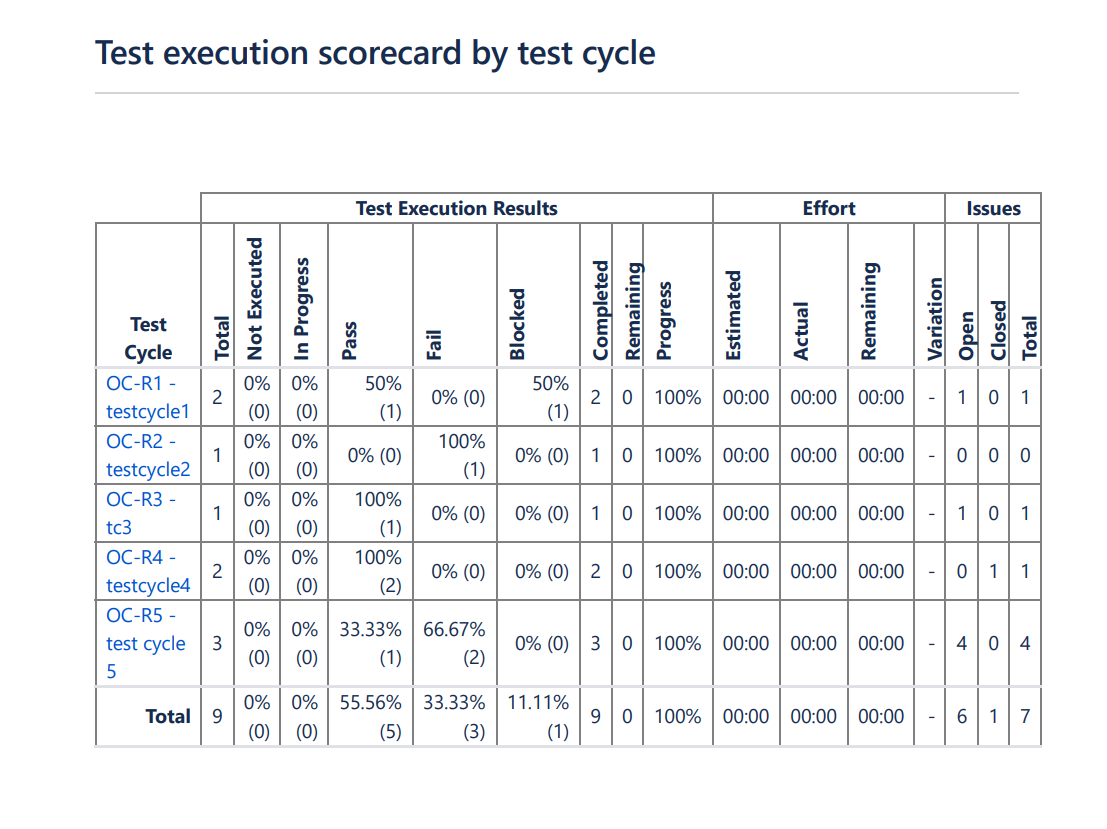 Test execution scorecard by test cycle
Test Execution Results Effort Issues
Test Cycle Total Not Executed In Progress Pass Fail Blocked Completed Remaining Progress Estimated Actual Remaining Variation Open Closed Total
OC-R1 - testcycle1 2 0% (0) 0% (0) 50% (1) 0% (0) 50% (1) 2 0 100% 00:00 00:00 00:00 - 1 0 1
OC-R2 - testcycle2 1 0% (0) 0% (0) 0% (0) 100% (1) 0% (0) 1 0 100% 00:00 00:00 00:00 - 0 0 0
OC-R3 - tc3 1 0% (0) 0% (0) 100% (1) 0% (0) 0% (0) 1 0 100% 00:00 00:00 00:00 - 1 0 1
OC-R4 - testcycle4 2 0% (0) 0% (0) 100% (2) 0% (0) 0% (0) 2 0 100% 00:00 00:00 00:00 - 0 1 1
OC-R5 - test cycle 5 3 0% (0) 0% (0) 33.33% (1) 66.67% (2) 0% (0) 3 0 100% 00:00 00:00 00:00 - 4 0 4
Total 9 0% (0) 0% (0) 55.56% (5) 33.33% (3) 11.11% (1) 9 0 100% 00:00 00:00 00:00 - 6 1 7